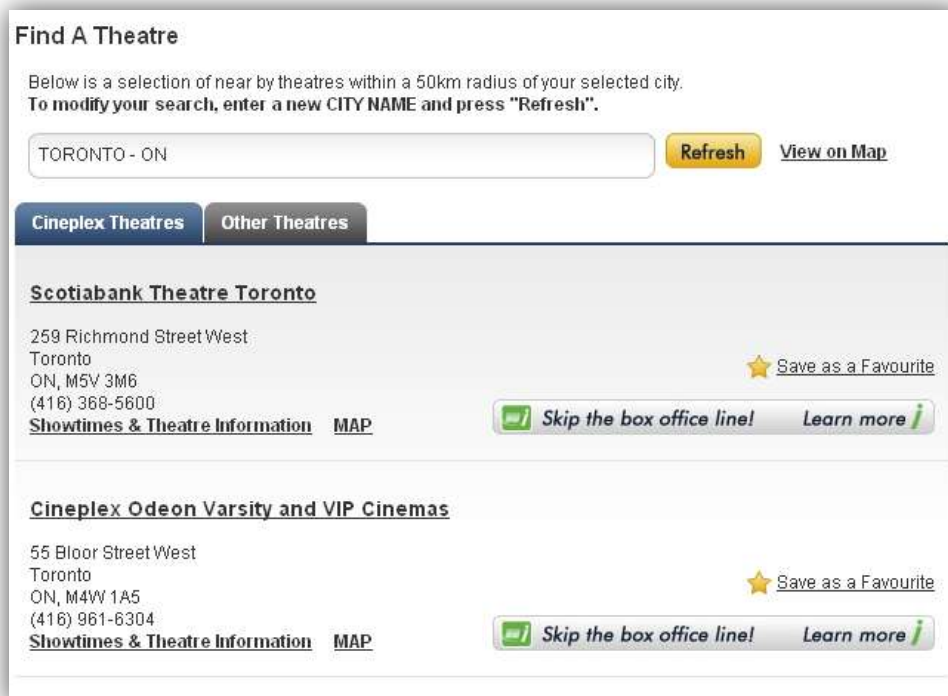 Find A Theatre
Below is a selection of near by theatres within a 50km radius of your selected city.
To modify your search, enter a new CITY NAME and press "Refresh".
TORONTO - ON Refresh View on Map
Cineplex Theatres Other Theatres
Scotiabank Theatre Toronto
259 Richmond Street West
Toronto
ON, M5V 3M6
(416) 368-5600
Save as a Favourite
Showtimes & Theatre Information MAP
Skip the box office line! Learn more i
Cineplex Odeon Varsity and VIP Cinemas
55 Bloor Street West
Toronto
ON, M4W 1A5
(416) 961-6304
Save as a Favourite
Showtimes & Theatre Information MAP
Skip the box office line! Learn more i